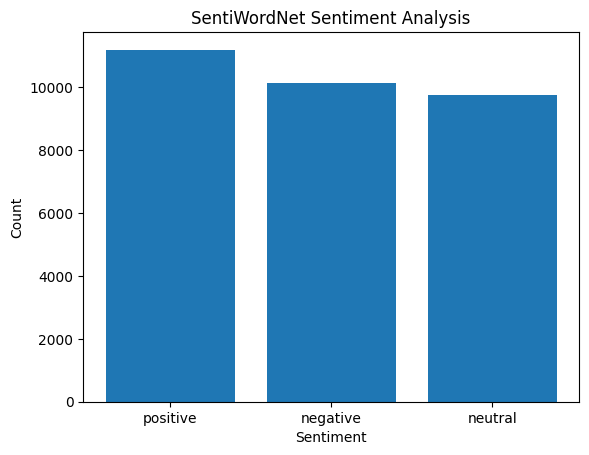 SentiWordNet Sentiment Analysis
10000
8000
6000
4000
2000
0
Count
positive negative neutral
Sentiment